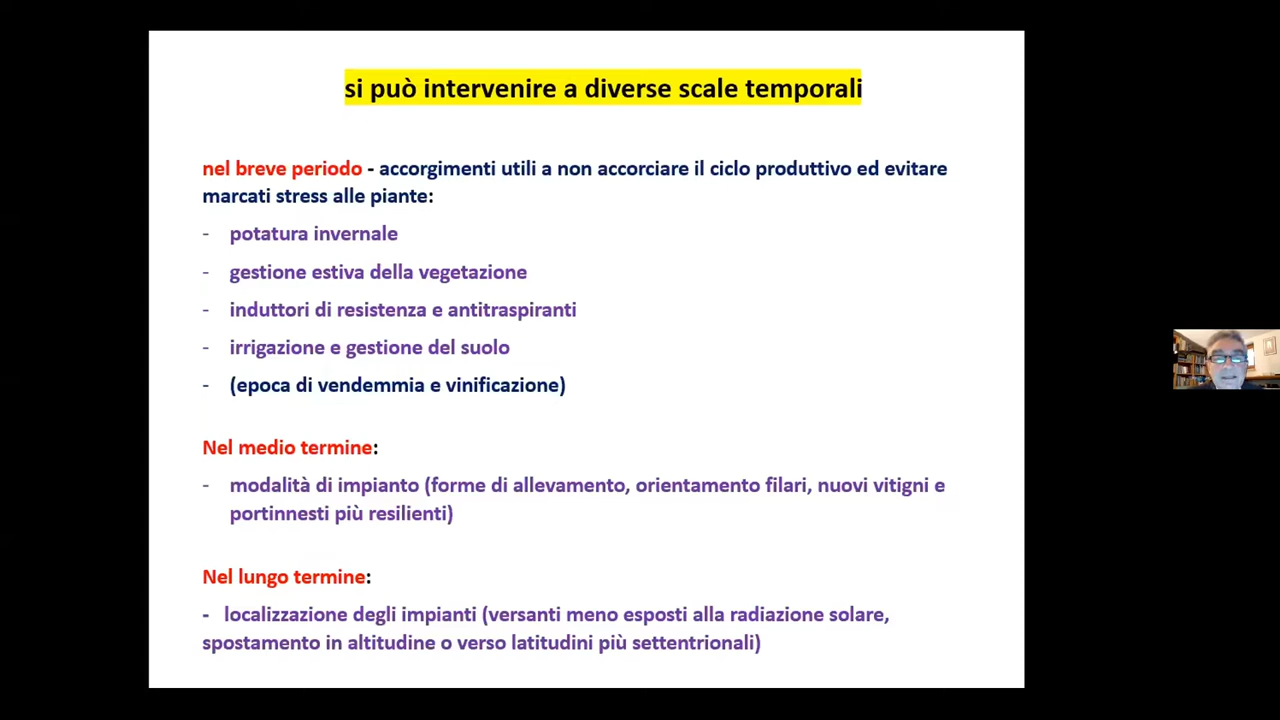 si può intervenire a diverse scale temporali
nel breve periodo - accorgimenti utili a non accorciare il ciclo produttivo ed evitare
marcati stress alle piante:
- potatura invernale
- gestione estiva della vegetazione
- induttori di resistenza e antitraspiranti
- irrigazione e gestione del suolo
- (epoca di vendemmia e vinificazione)
Nel medio termine:
- modalità di impianto (forme di allevamento, orientamento filari, nuovi vitigni e
portinnesti più resilienti)
Nel lungo termine:
- localizzazione degli impianti (versanti meno esposti alla radiazione solare,
spostamento in altitudine o verso latitudini più settentrionali)